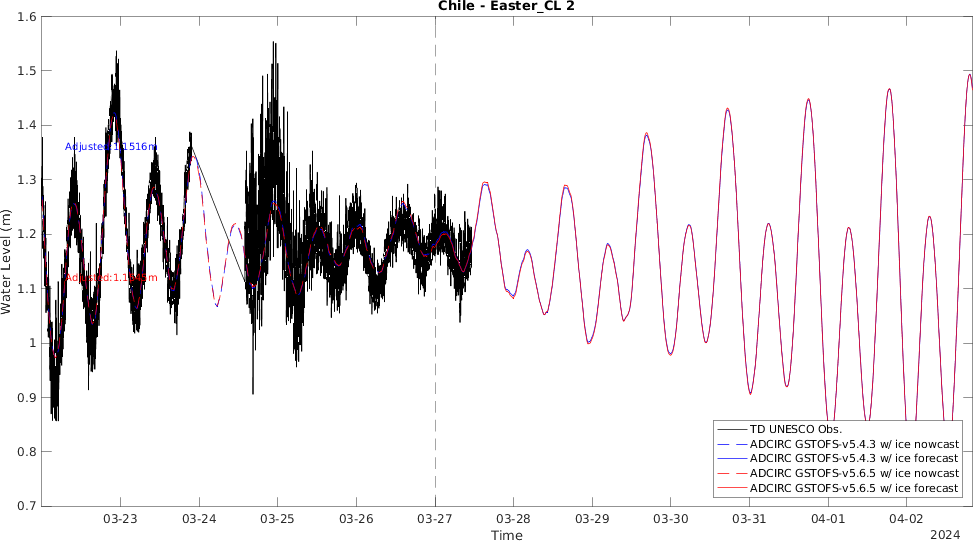 Chile - Easter_CL 2
1.6
1.5
1.4
1.3
1.2
1.1
1
0.9
0.8
0.7
Water Level (m)
Adjusted:1.1516m
TD UNESCO Obs.
ADCIRC GSTOFS-v5.4.3 w/ ice nowcast
ADCIRC GSTOFS-v5.4.3 w/ ice forecast
ADCIRC GSTOFS-v5.6.5 w/ ice nowcast
ADCIRC GSTOFS-v5.6.5 w/ ice forecast
03-23
03-24
03-25
03-26
03-27
03-28
03-29
03-30
03-31
04-01
04-02
Time
2024